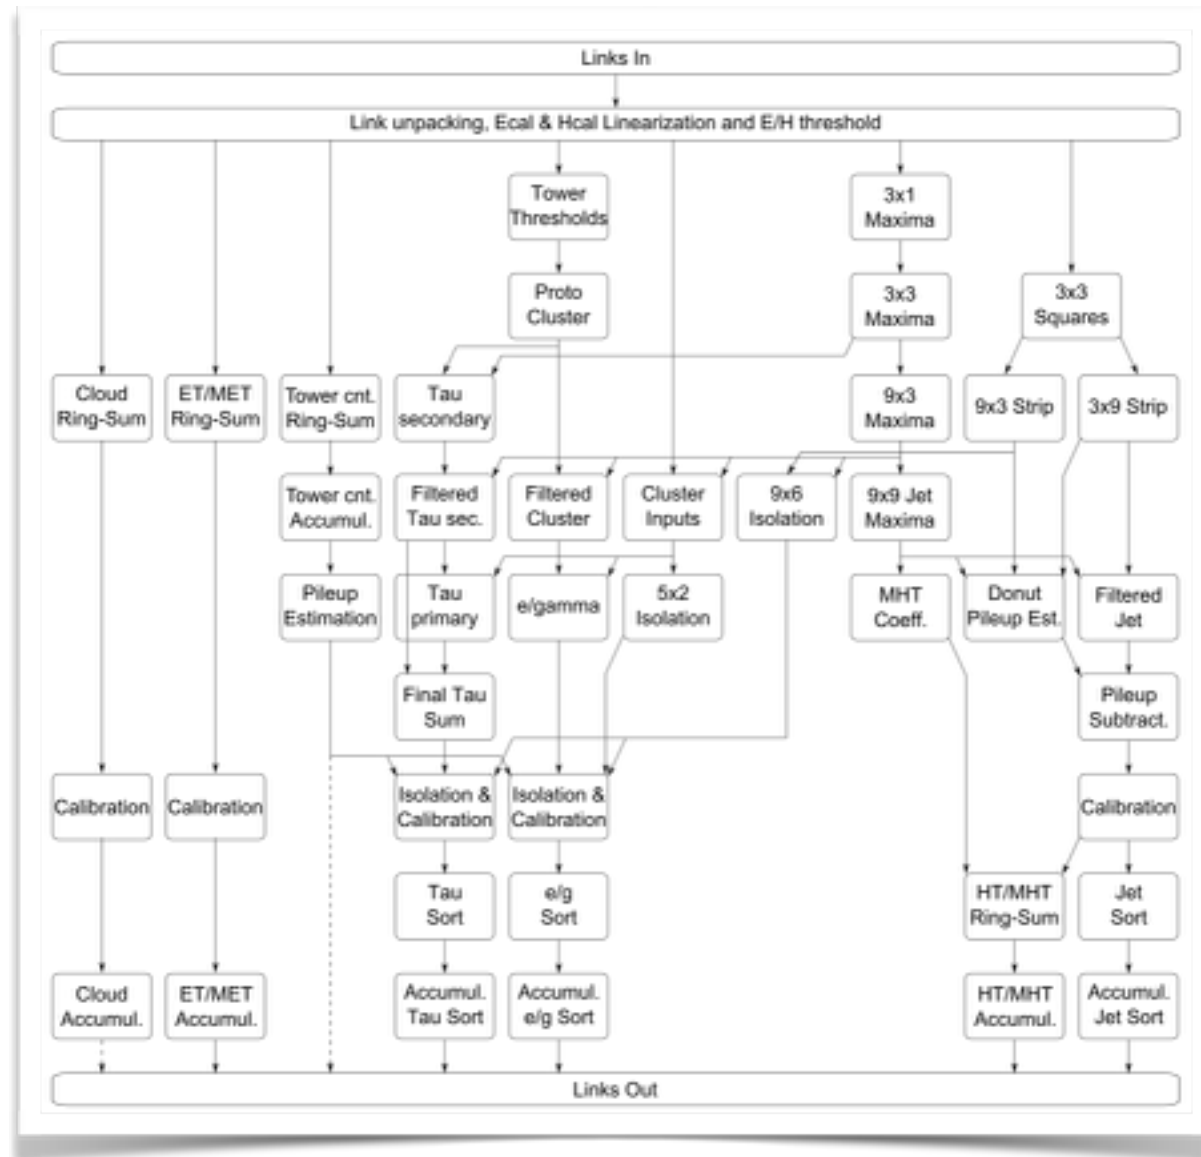 Links In
Link unpacking, Ecal & Hcal Linearization and E/H threshold
Tower
Thresholds
3x1
Maxima
Proto
Cluster
3x3
Maxima
3x3
Squares
Cloud
Ring-Sum
ET/MET
Ring-Sum
Tower cnt.
Ring-Sum
Tau
secondary
9x3
Maxima
9x3 Strip
3x9 Strip
Tower cnt.
Accumul.
Filtered
Tau sec.
Filtered
Cluster
Cluster
Inputs
9x6
Isolation
9x9 Jet
Maxima
Pileup
Estimation
Tau
primary
e/gamma
5x2
Isolation
MHT
Coeff.
Donut
Pileup Est.
Filtered
Jet
Final Tau
Sum
Pileup
Subtract.
Calibration
Calibration
Isolation &
Calibration
Isolation &
Calibration
Calibration
Tau
Sort
e/g
Sort
HT/MHT
Ring-Sum
Jet
Sort
Cloud
Accumul.
ET/MET
Accumul.
Accumul.
Tau Sort
Accumul.
e/g Sort
HT/MHT
Accumul.
Accumul.
Jet Sort
Links Out